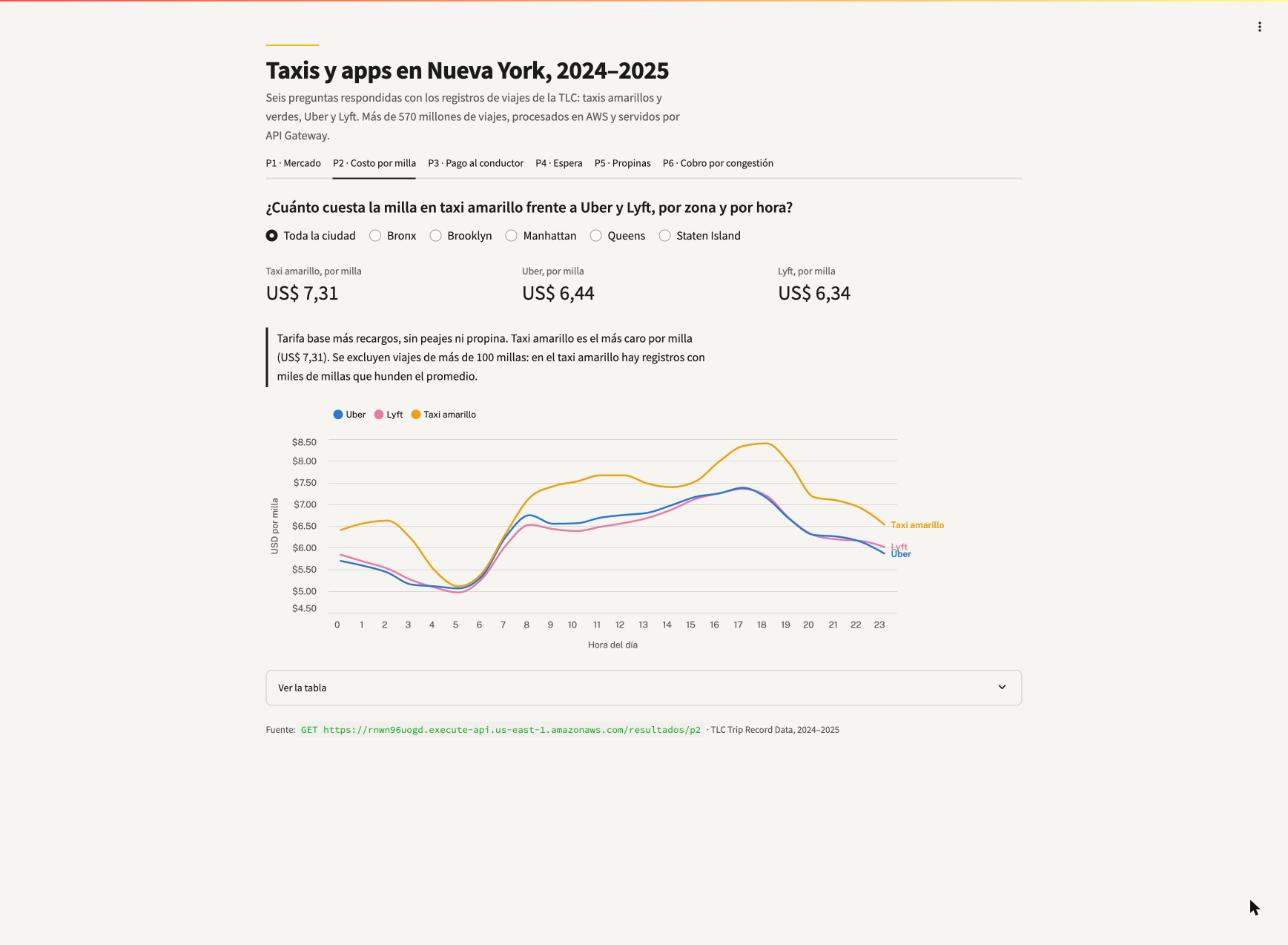 Taxis y apps en Nueva York, 2024–2025
Seis preguntas respondidas con los registros de viajes de la TLC: taxis amarillos y
verdes, Uber y Lyft. Más de 570 millones de viajes, procesados en AWS y servidos por
API Gateway.
P1 · Mercado P2 · Costo por milla P3 · Pago al conductor P4 · Espera P5 · Propinas P6 · Cobro por congestión
¿Cuánto cuesta la milla en taxi amarillo frente a Uber y Lyft, por zona y por hora?
Toda la ciudad Bronx Brooklyn Manhattan Queens Staten Island
Taxi amarillo, por milla Uber, por milla Lyft, por milla
US$ 7,31 US$ 6,44 US$ 6,34
Tarifa base más recargos, sin peajes ni propina. Taxi amarillo es el más caro por milla
(US$ 7,31). Se excluyen viajes de más de 100 millas: en el taxi amarillo hay registros con
miles de millas que hunden el promedio.
Uber Lyft Taxi amarillo
$8.50
$8.00
$7.50
$7.00
$6.50
$6.00
$5.50
$5.00
$4.50
USD por milla
Taxi amarillo
Lyft
Uber
0 1 2 3 4 5 6 7 8 9 10 11 12 13 14 15 16 17 18 19 20 21 22 23
Hora del día
Ver la tabla
Fuente: GET https://rnwn96uogd.execute-api.us-east-1.amazonaws.com/resultados/p2 · TLC Trip Record Data, 2024–2025